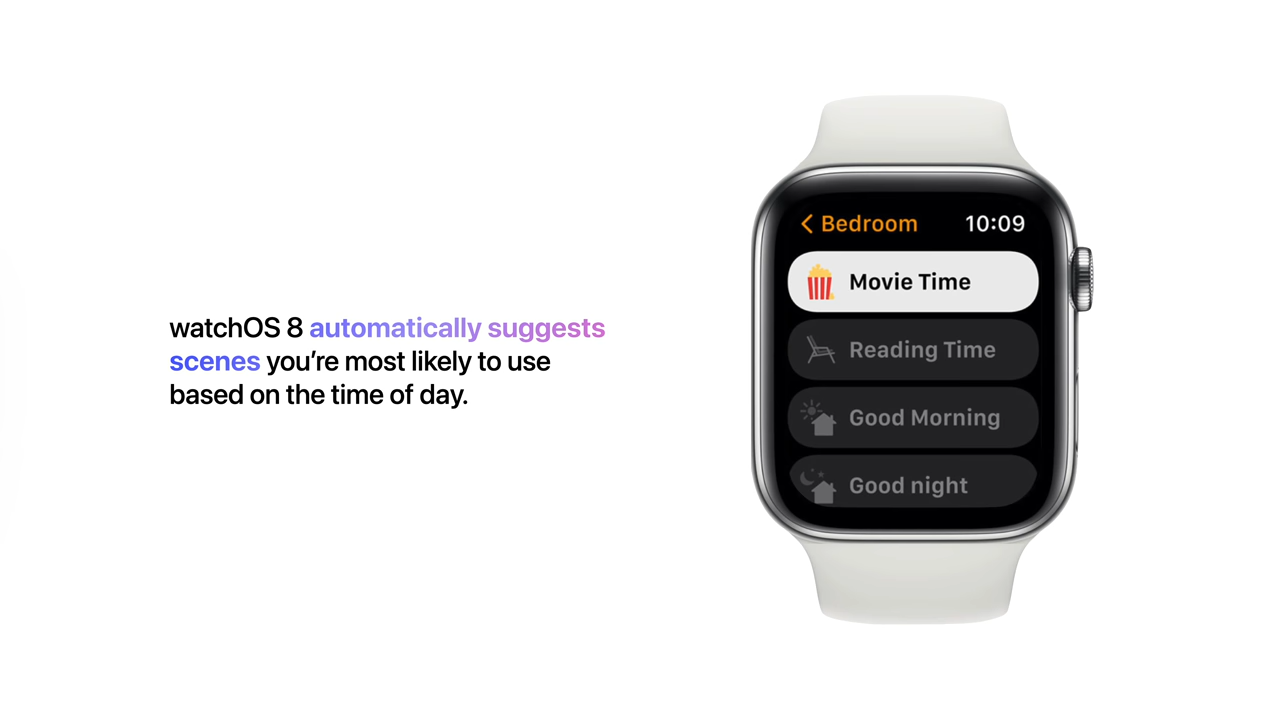 watchOS 8 automatically suggests
scenes you’re most likely to use
based on the time of day.
Bedroom 10:09
Movie Time
Reading Time
Good Morning
Good night